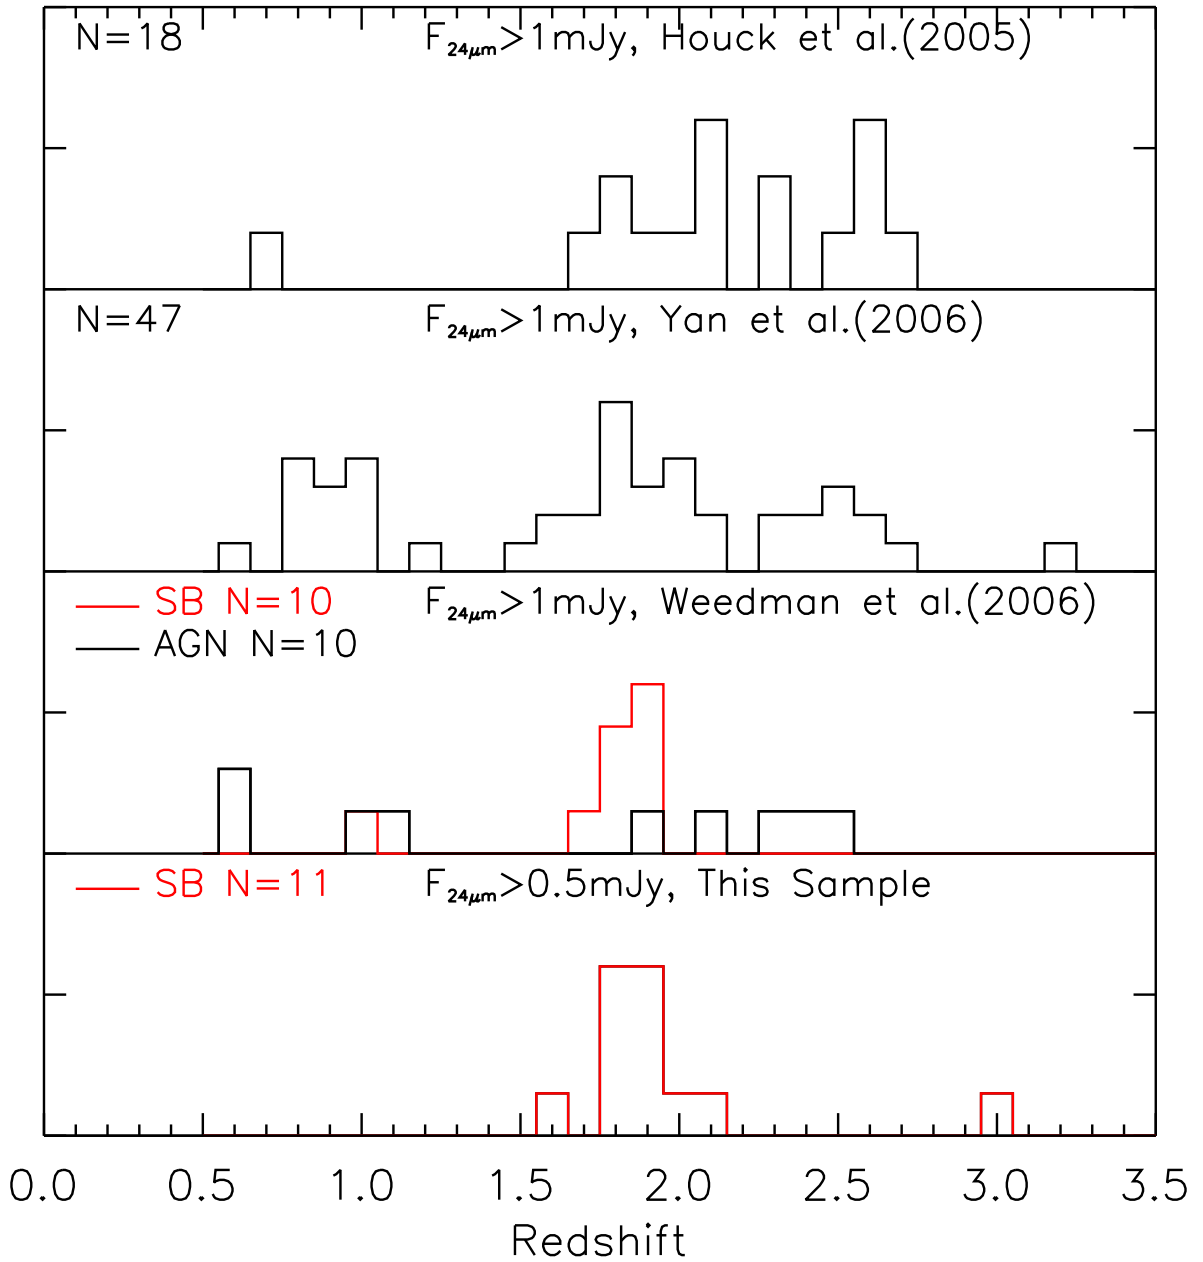 N=18 F24μm>1mJy, Houck et al.(2005)
N=47 F24μm>1mJy, Yan et al.(2006)
SB N=10 F24μm>1mJy, Weedman et al.(2006)
AGN N=10
SB N=11 F24μm>0.5mJy, This Sample
0.0 0.5 1.0 1.5 2.0 2.5 3.0 3.5
Redshift